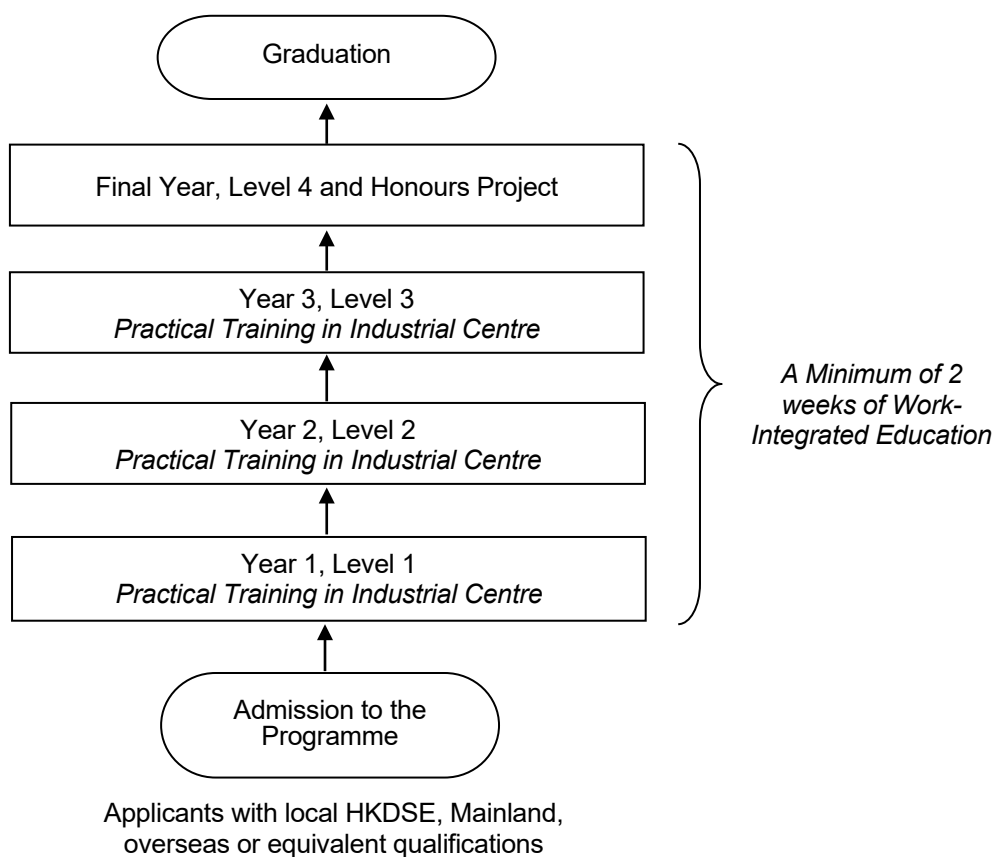 Graduation
Final Year, Level 4 and Honours Project
Year 3, Level 3
Practical Training in Industrial Centre
Year 2, Level 2
Practical Training in Industrial Centre
Year 1, Level 1
Practical Training in Industrial Centre
A Minimum of 2
weeks of Work-
Integrated Education
Admission to the
Programme
Applicants with local HKDSE, Mainland,
overseas or equivalent qualifications